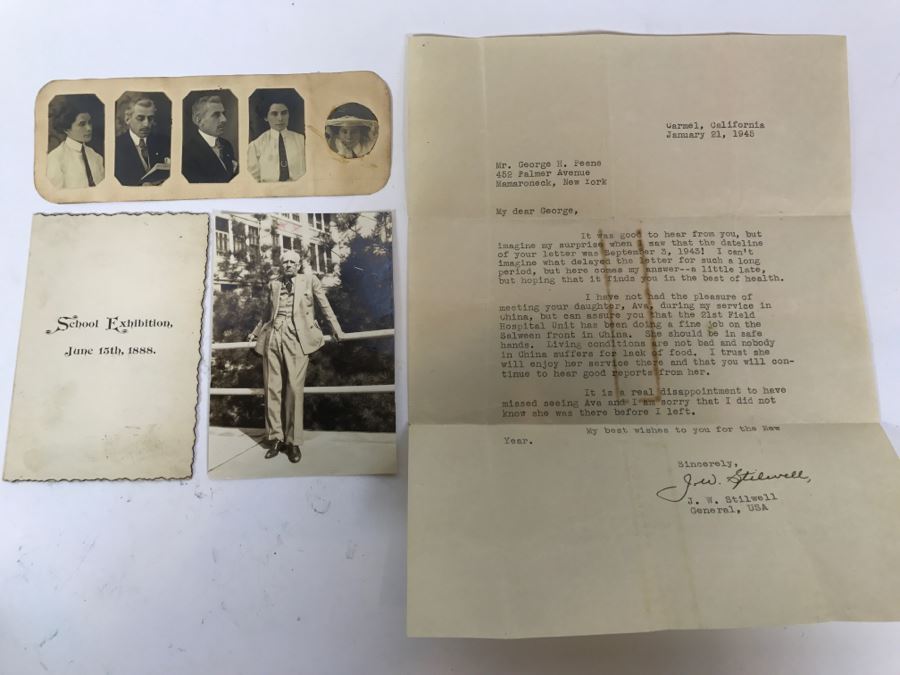 School Exhibition,
June 15th, 1888.
Carmel, California
January 21, 1945
Mr. George H. Peene
452 Palmer Avenue
Mamaroneck, New York
My dear George,
It was good to hear from you, but
imagine my surprise when I saw that the dateline
of your letter was September 3, 1943! I can't
imagine what delayed the letter for such a long
period, but here comes my answer--a little late,
but hoping that it finds you in the best of health.
I have not had the pleasure of
meeting your daughter, Ava, during my service in
China, but can assure you that the 21st Field
Hospital Unit has been doing a fine job on the
Salween front in China. She should be in safe
hands. Living conditions are not bad and nobody
in China suffers for lack of food. I trust she
will enjoy her service there and that you will con-
tinue to hear good reports from her.
It is a real disappointment to have
missed seeing Ava and I am sorry that I did not
know she was there before I left.
My best wishes to you for the New
Year.
Sincerely,
J.W. Stilwell,
J. W. Stilwell
General, USA